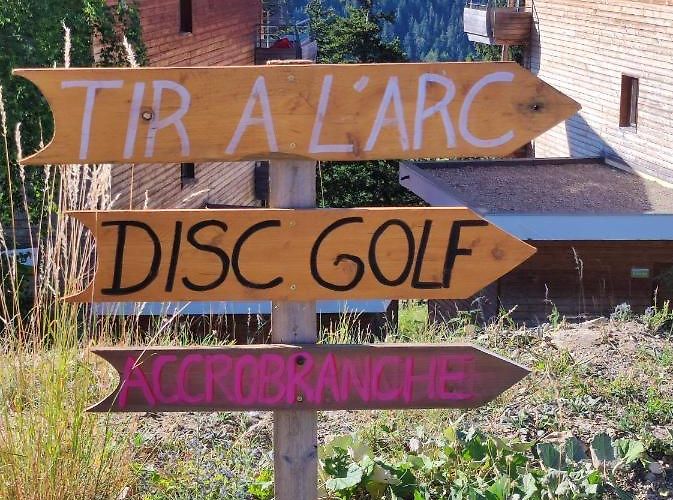 TIR A L'ARC
DISC GOLF
ACCROBRANCHE